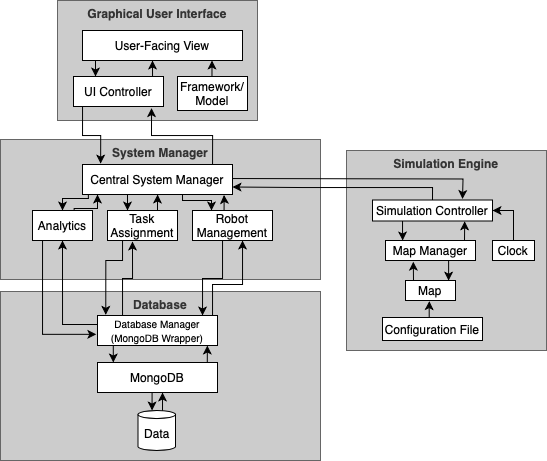 Graphical User Interface
User-Facing View
UI Controller
Framework/
Model
System Manager
Central System Manager
Analytics
Task
Assignment
Robot
Management
Simulation Engine
Simulation Controller
Map Manager
Clock
Map
Configuration File
Database
Database Manager
(MongoDB Wrapper)
MongoDB
Data